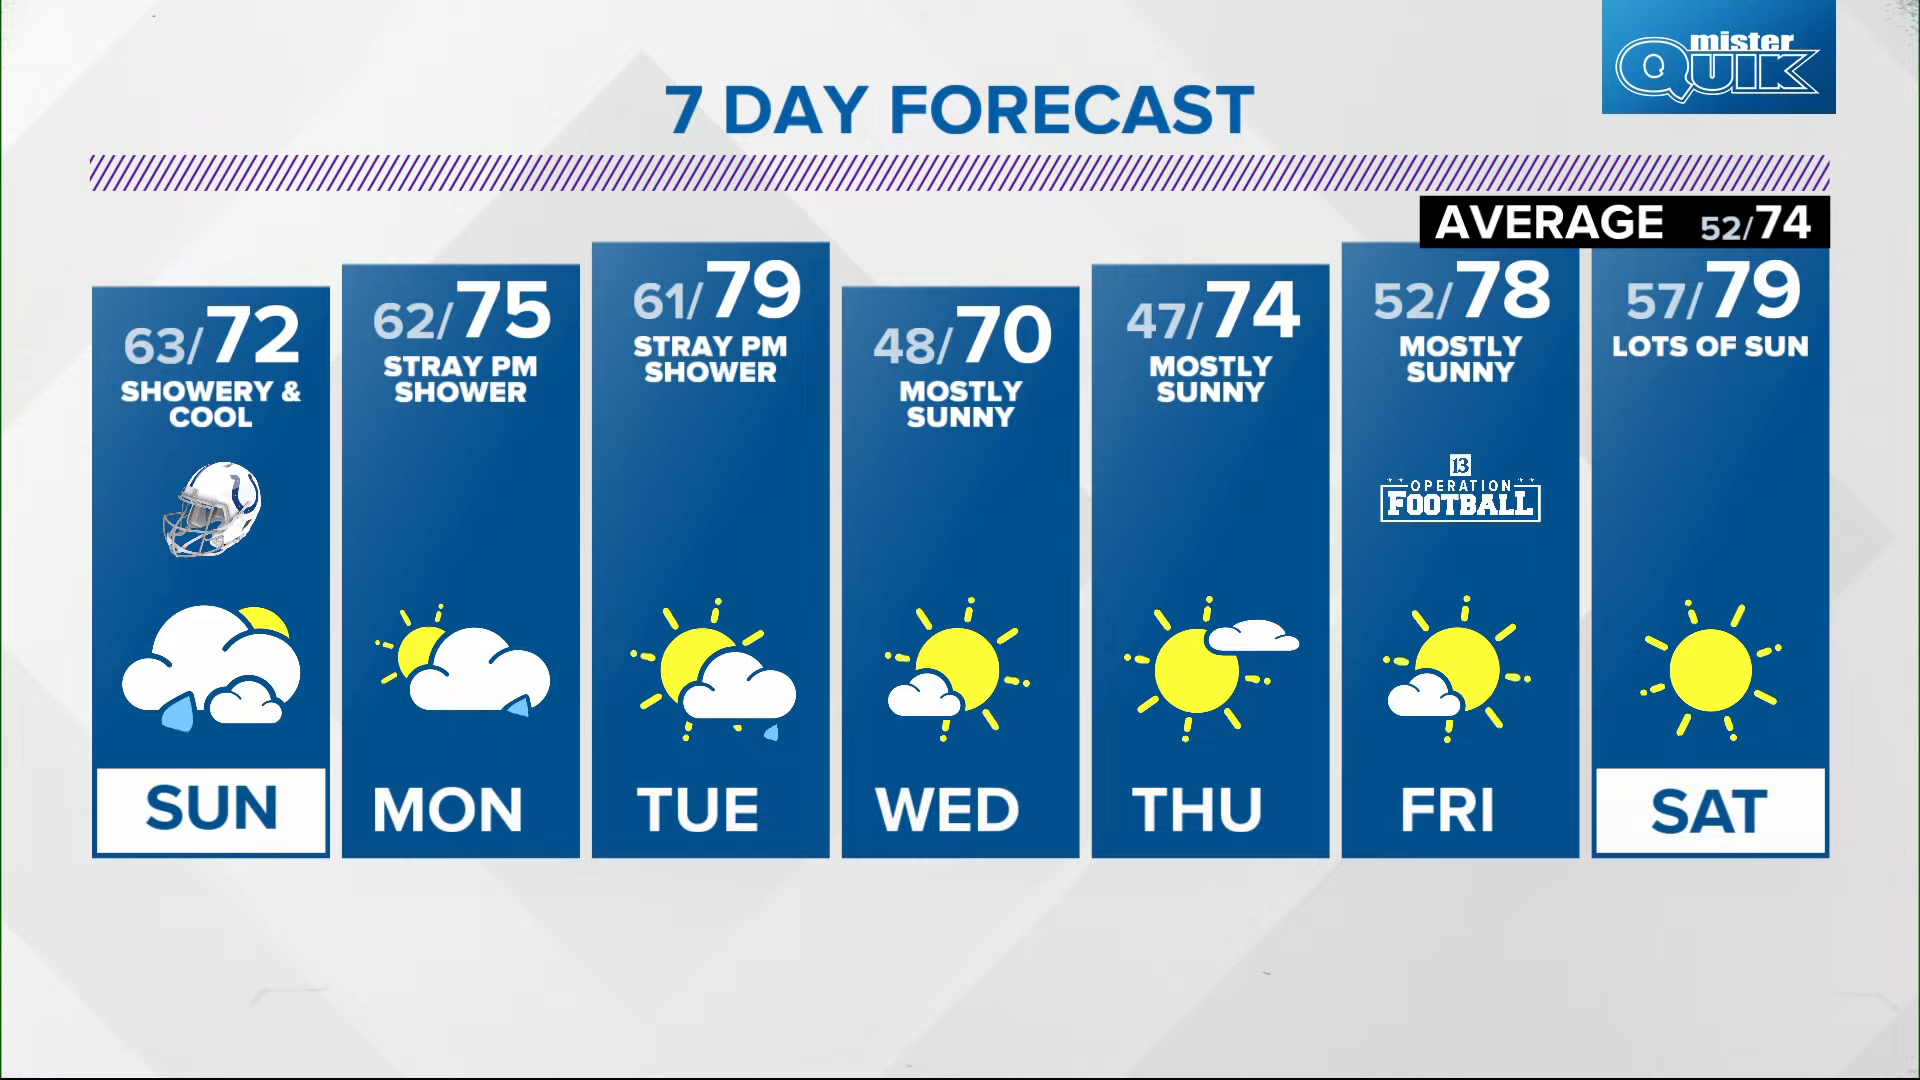 mister
QUIK
7 DAY FORECAST
AVERAGE 52/74
63/72
SHOWERY &
COOL
SUN
62/75
STRAY PM
SHOWER
MON
61/79
STRAY PM
SHOWER
TUE
48/70
MOSTLY
SUNNY
WED
47/74
MOSTLY
SUNNY
THU
52/78
MOSTLY
SUNNY
13
OPERATION
FOOTBALL
FRI
57/79
LOTS OF SUN
SAT